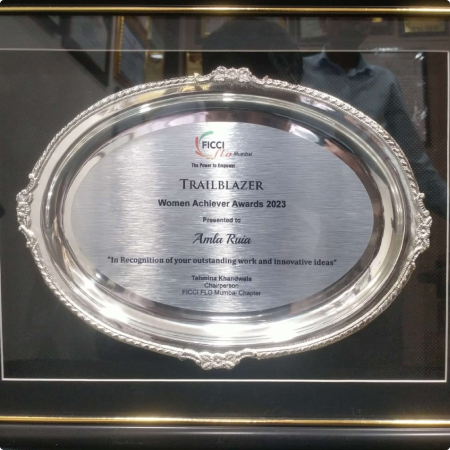 FICCI
FLO Mumbai
The Power to Empower
TRAILBLAZER
Women Achiever Awards 2023
Presented to
Amla Ruia
"In Recognition of your outstanding work and innovative ideas"
Tehmina Khandwala
Chairperson
FICCI FLO Mumbai Chapter